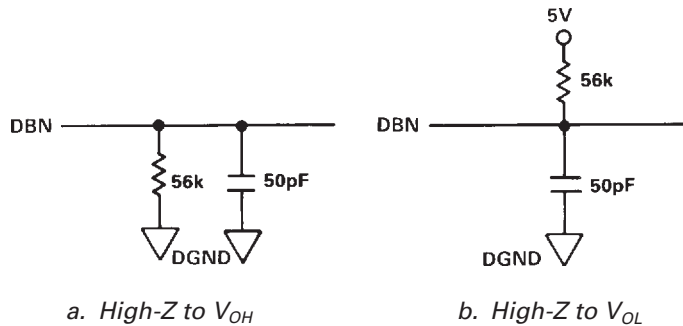 5V
56k
DBN
DBN
56k
50pF
50pF
DGND
DGND
a. High-Z to VOH
b. High-Z to VOL